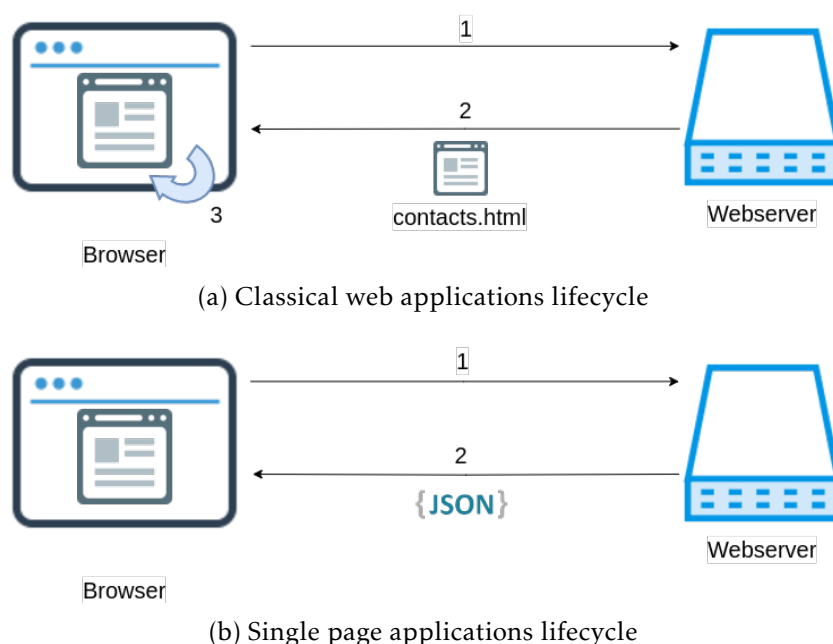 1
2
contacts.html
3
Browser
Webserver
(a) Classical web applications lifecycle
1
2
{JSON}
Browser
Webserver
(b) Single page applications lifecycle